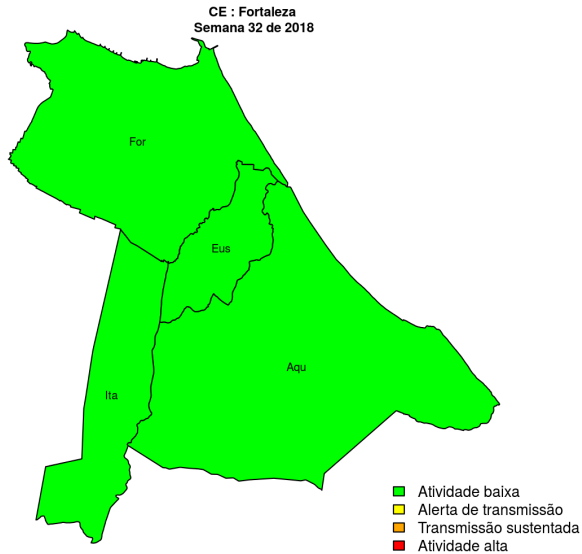 CE : Fortaleza
Semana 32 de 2018
For
Eus
Aqu
Ita
Atividade baixa
Alerta de transmissão
Transmissão sustentada
Atividade alta